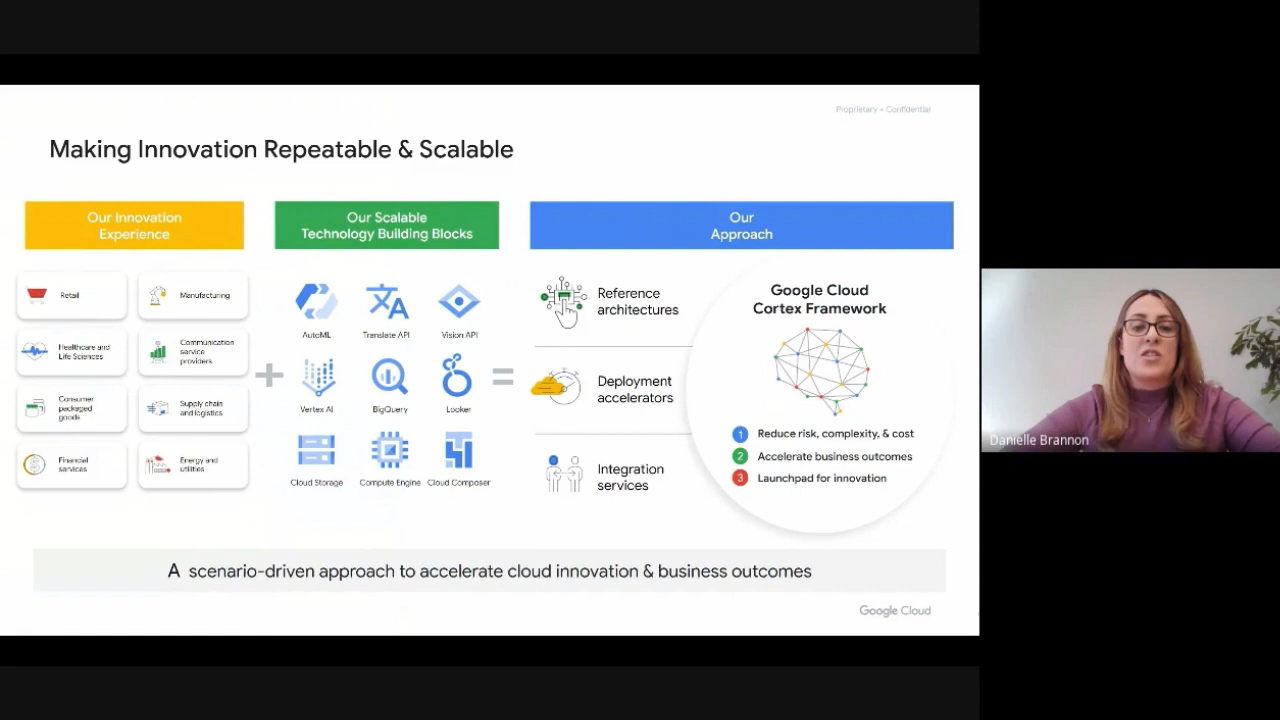 Proprietary + Confidential
Making Innovation Repeatable & Scalable
Our Innovation
Experience
Our Scalable
Technology Building Blocks
Our
Approach
Retail
Manufacturing
Healthcare and
Life Sciences
Communication
service
providers
Consumer
packaged
goods
Supply chain
and logistics
Financial
services
Energy and
utilities
+
AutoML
Translate API
Vision API
Vertex AI
BigQuery
Looker
Cloud Storage
Compute Engine
Cloud Composer
=
Reference
architectures
Deployment
accelerators
Integration
services
Google Cloud
Cortex Framework
1 Reduce risk, complexity, & cost
2 Accelerate business outcomes
3 Launchpad for innovation
A scenario-driven approach to accelerate cloud innovation & business outcomes
Google Cloud
Danielle Brannon